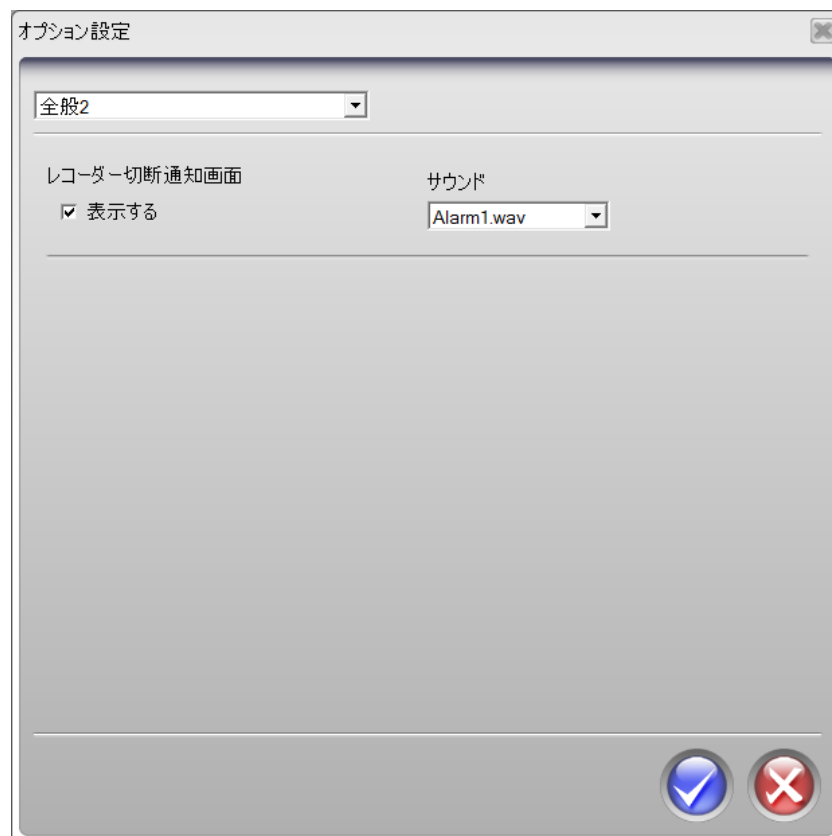 オプション設定
全般2
レコーダー切断通知画面
サウンド
表示する
Alarm1.wav